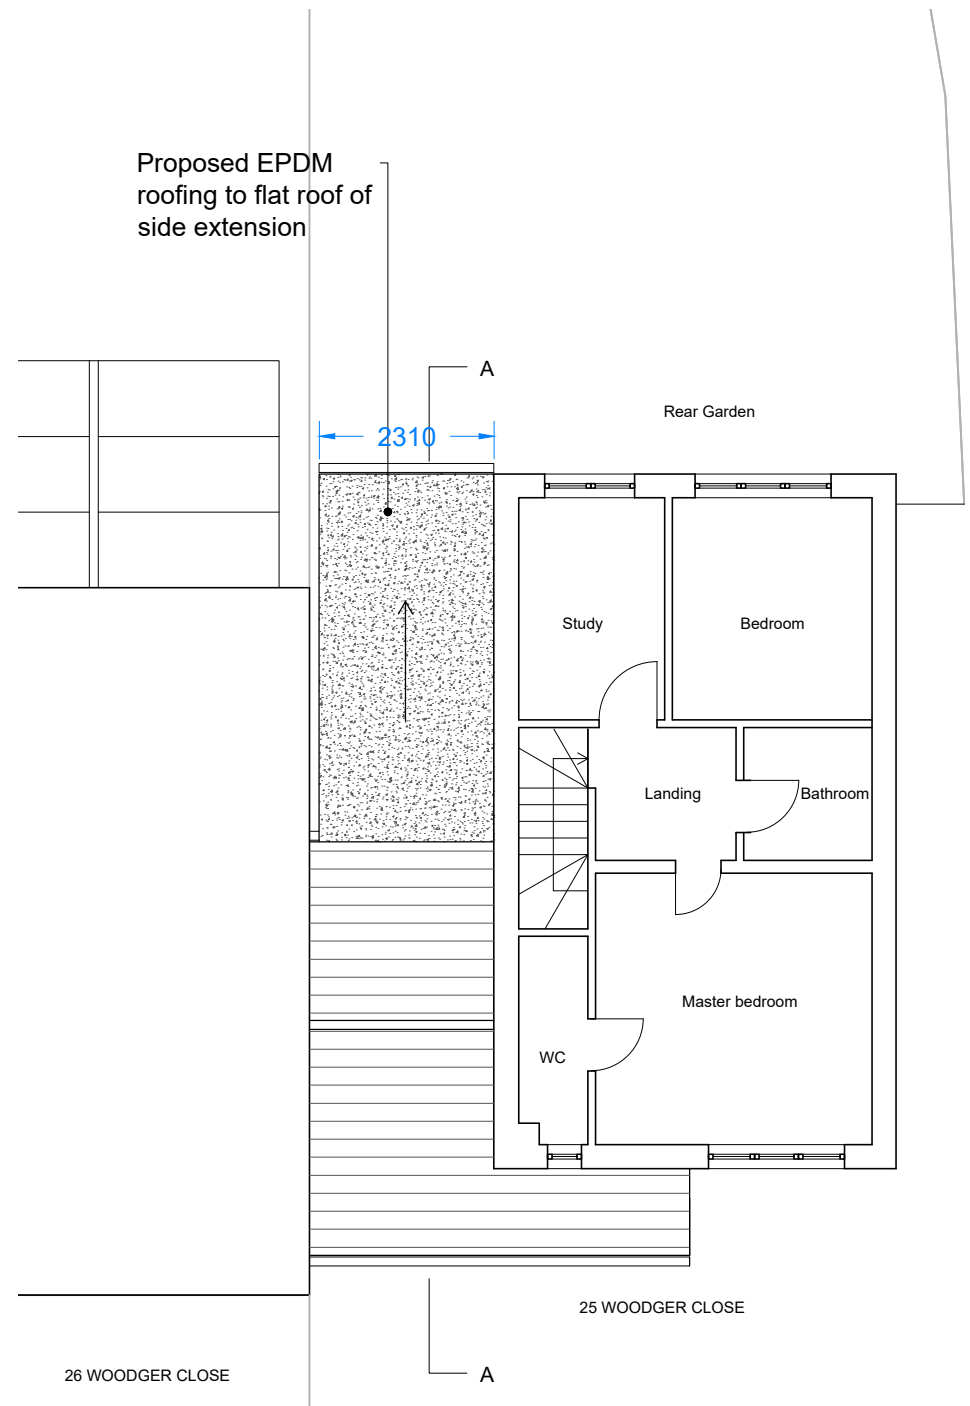 Proposed EPDM
roofing to flat roof of
side extension
A
Rear Garden
2310
Study
Bedroom
Landing
Bathroom
Master bedroom
WC
25 WOODGER CLOSE
26 WOODGER CLOSE
A